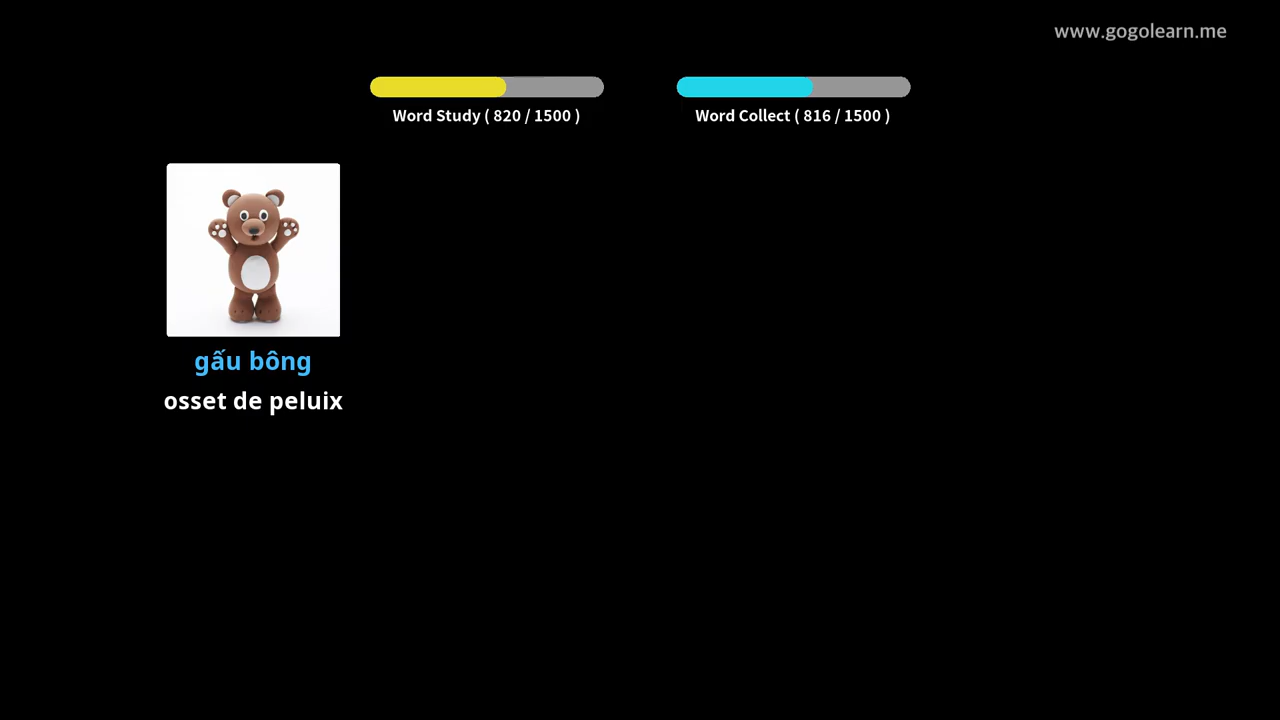 www.gogolearn.me
Word Study ( 820 / 1500 )
Word Collect ( 816 / 1500 )
gấu bông
osset de peluix